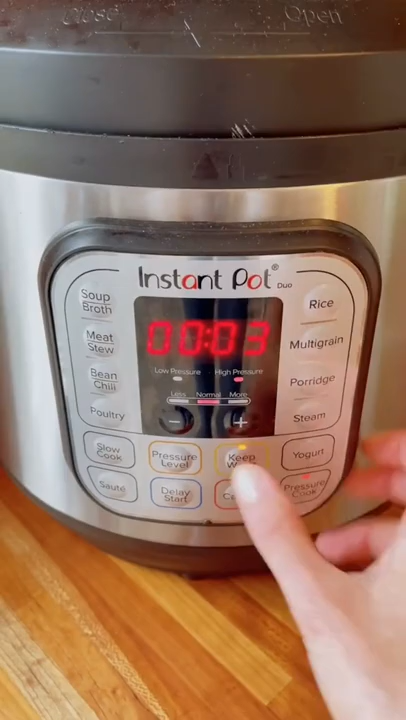 Close Open
Instant Pot® Duo
Soup
Broth
Meat
Stew
Bean
Chili
Poultry
00:03
Low Pressure High Pressure
Less Normal More
− +
Rice
Multigrain
Porridge
Steam
Slow
Cook
Pressure
Level
Keep
Yogurt
Saute
Delay
Start
Pressure
Cook